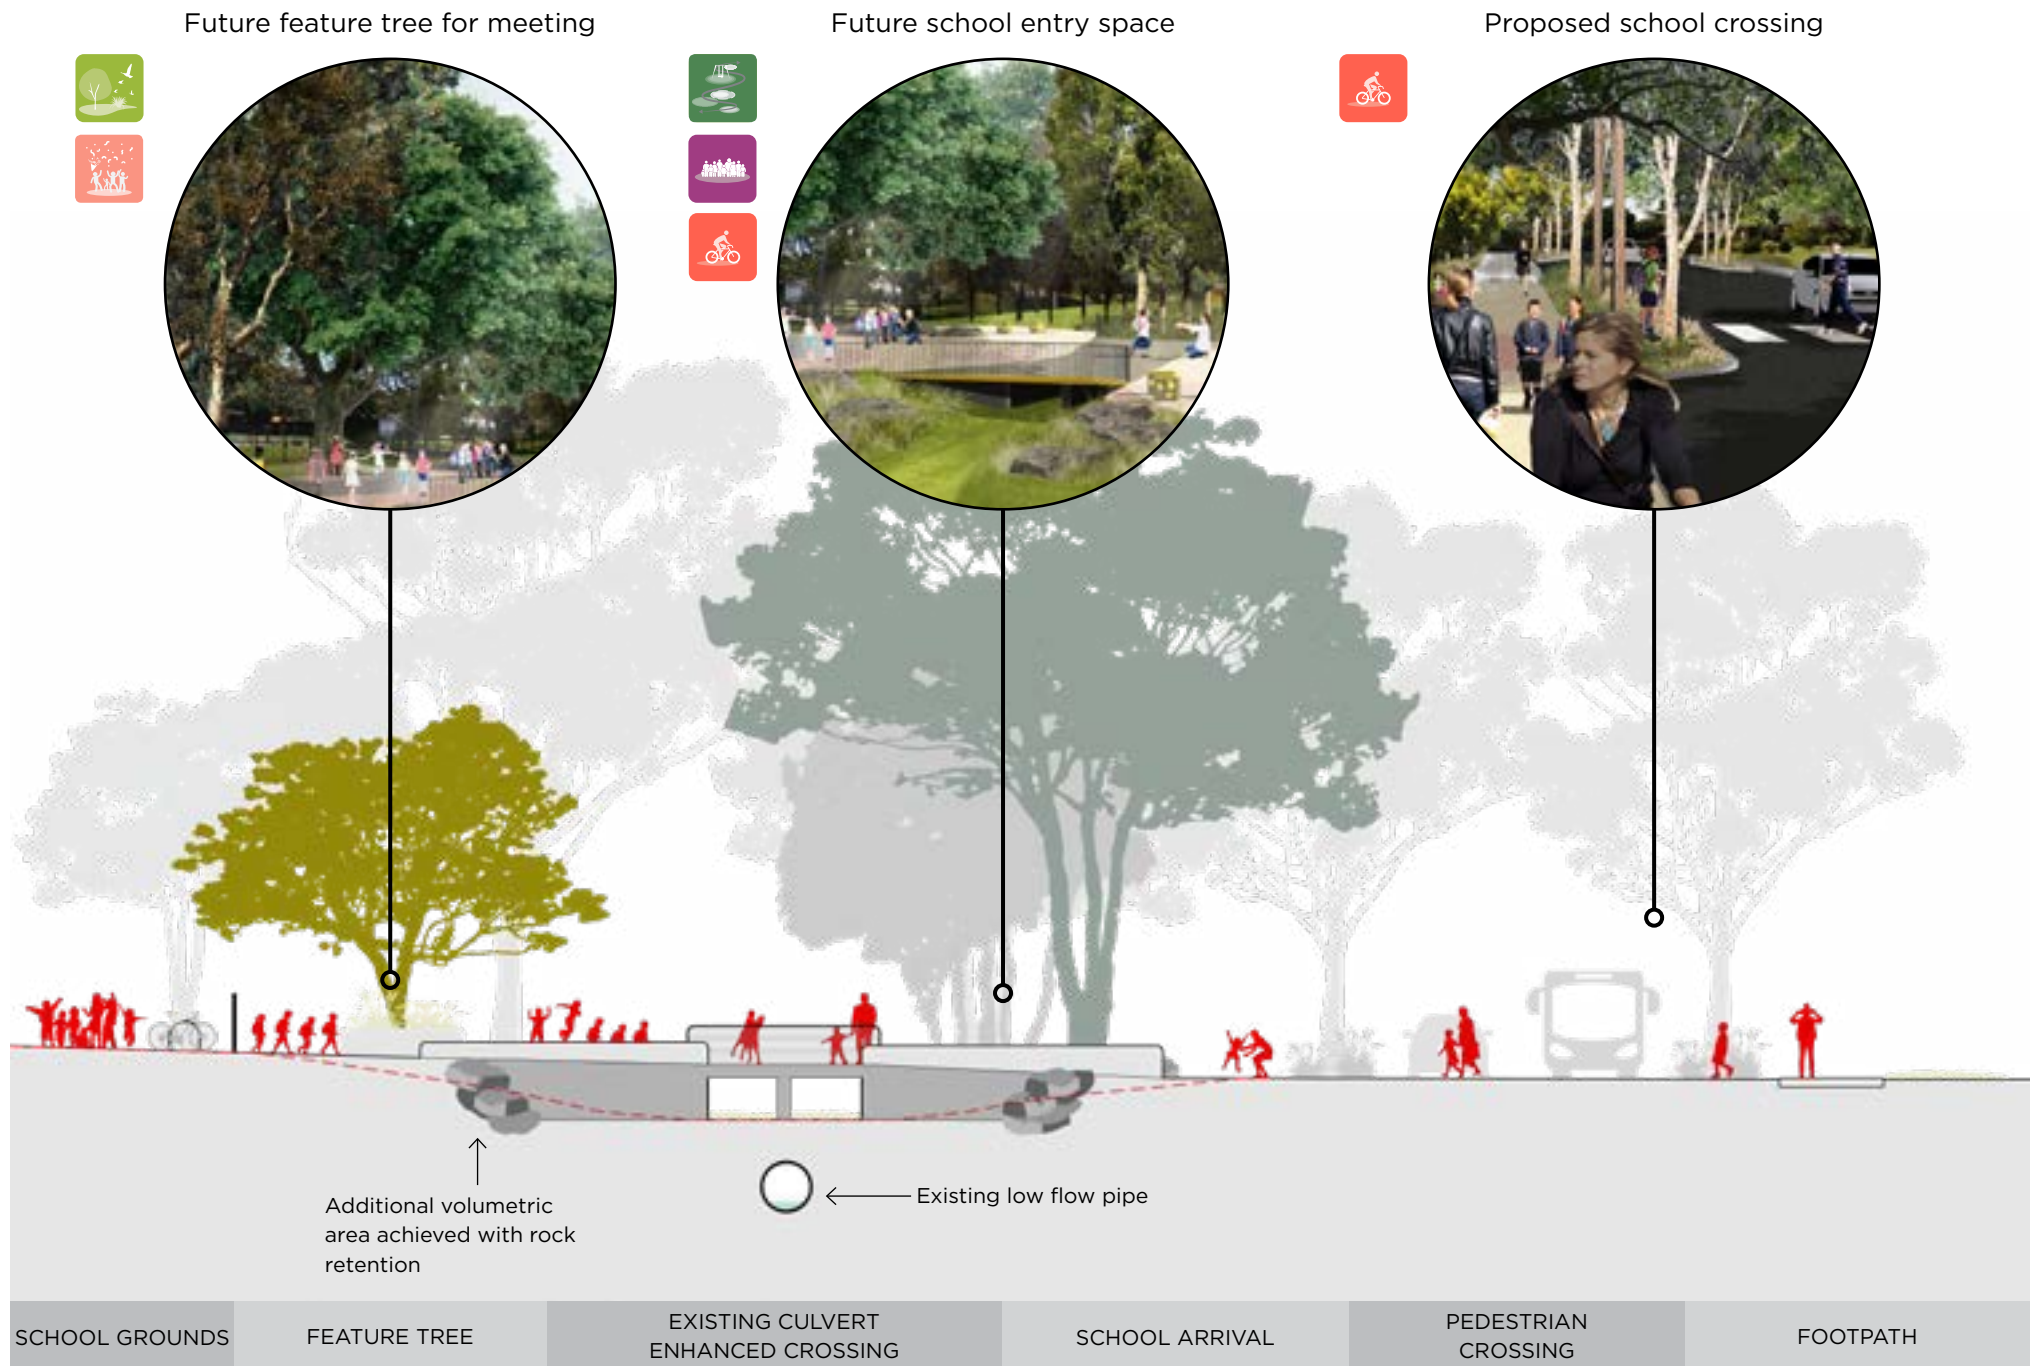 Future feature tree for meeting
Future school entry space
Proposed school crossing
Additional volumetric
area achieved with rock
retention
Existing low flow pipe
SCHOOL GROUNDS
FEATURE TREE
EXISTING CULVERT
ENHANCED CROSSING
SCHOOL ARRIVAL
PEDESTRIAN
CROSSING
FOOTPATH